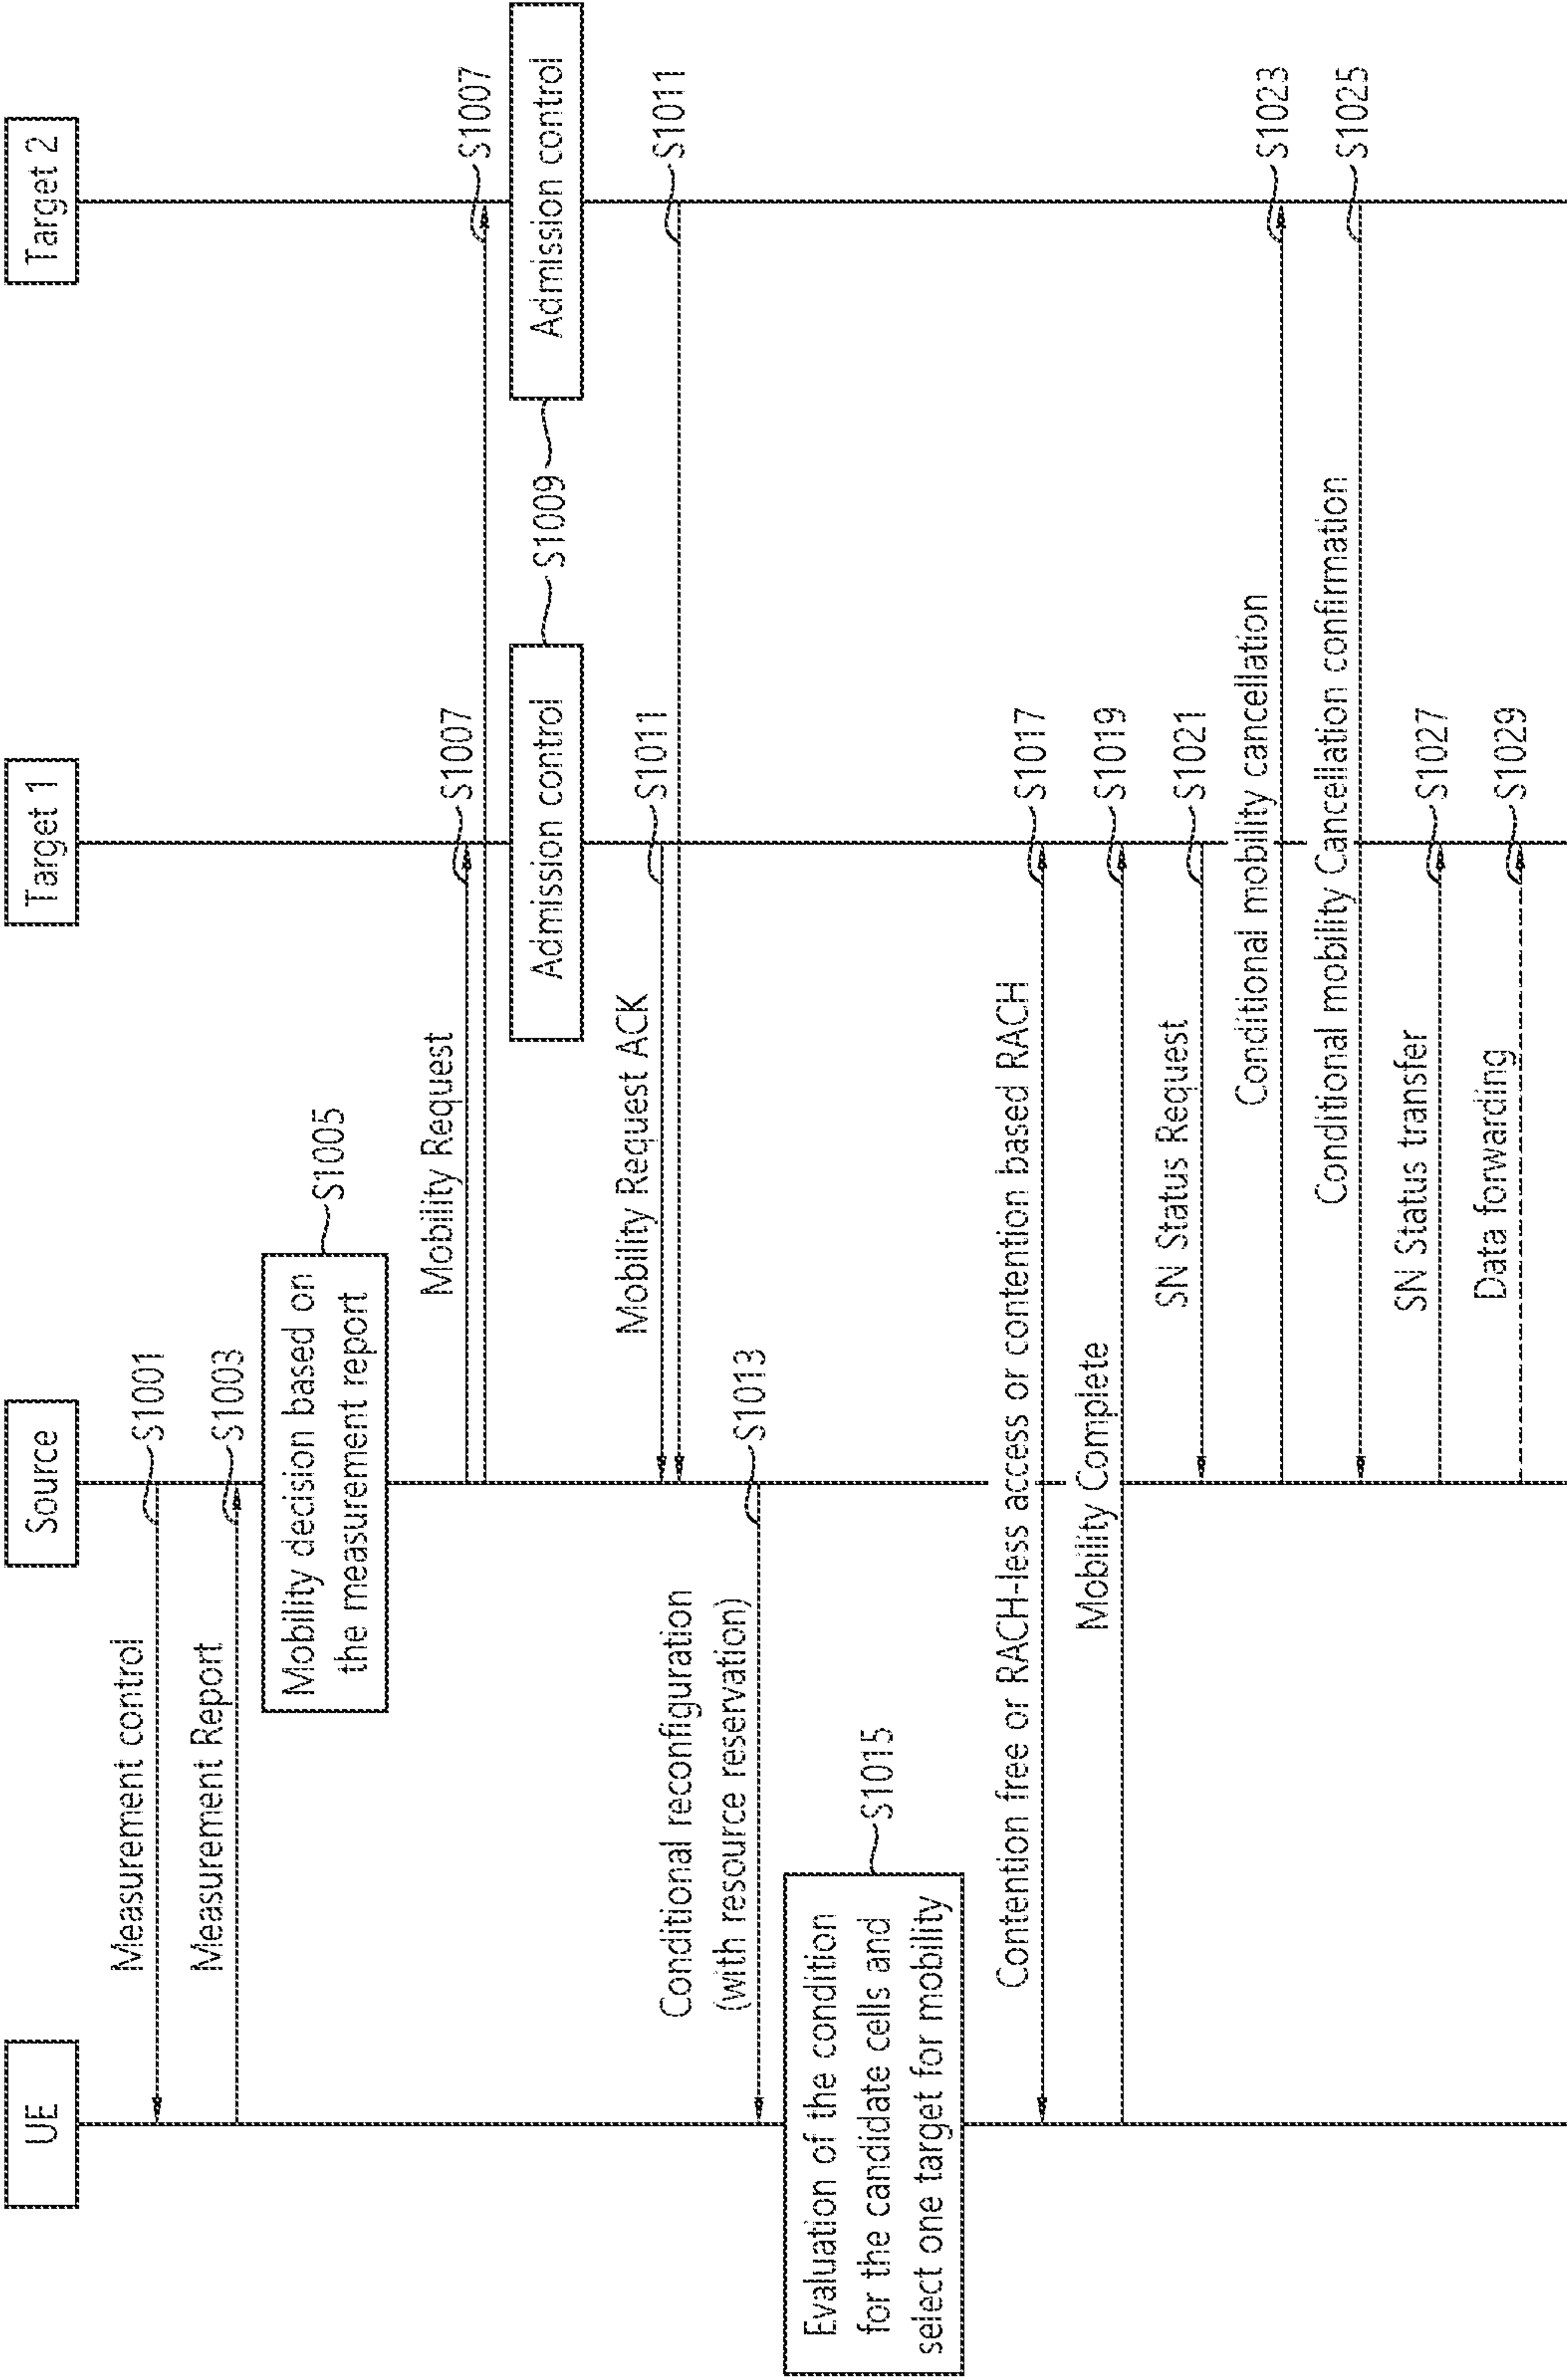 UE
Source
Target 1
Target 2
Measurement control
S1001
Measurement Report
S1003
Mobility decision based on
the measurement report
S1005
Mobility Request
S1007
S1007
Admission control
S1009
Admission control
Mobility Request ACK
S1011
S1011
Conditional reconfiguration
(with resource reservation)
S1013
Evaluation of the condition
for the candidate cells and
select one target for mobility
S1015
Contention free or RACH-less access or contention based RACH
S1017
Mobility Complete
S1019
SN Status Request
S1021
Conditional mobility cancellation
S1023
Conditional mobility Cancellation confirmation
S1025
SN Status transfer
S1027
Data forwarding
S1029